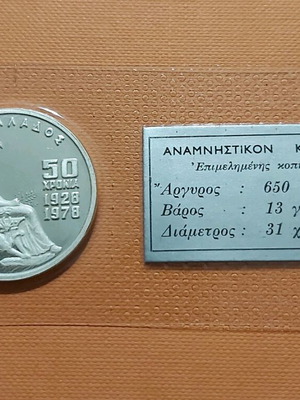 ΛΛΑΔΟΣ
50
ΧΡΟΝΙΑ
1928
1978
ΑΝΑΜΝΗΣΤΙΚΟΝ Κ
Ἐπιμελημένης κοπ
Ἄργυρος : 650
Βάρος : 13 γ
Διάμετρος : 31 χ